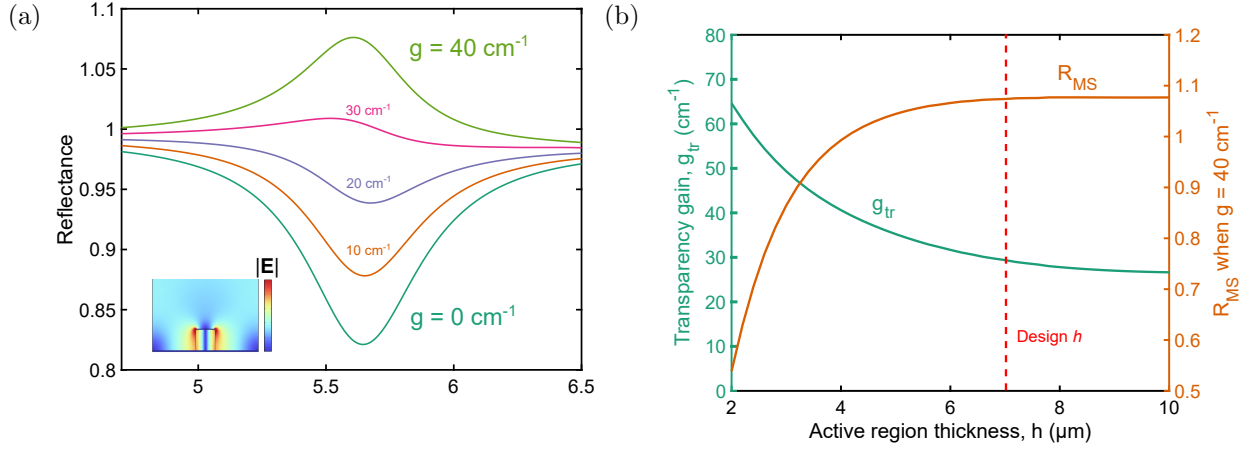 (a)
1.1
1.05
1
0.95
0.9
0.85
0.8
Reflectance
g = 40 cm-1
30 cm-1
20 cm-1
10 cm-1
g = 0 cm-1
|E|
5
5.5
6
6.5
(b)
80
70
60
50
40
30
20
10
0
Transparency gain, gtr (cm-1)
RMS
gtr
Design h
1.2
1.1
1
0.9
0.8
0.7
0.6
0.5
RMS when g = 40 cm-1
2
4
6
8
10
Active region thickness, h (μm)